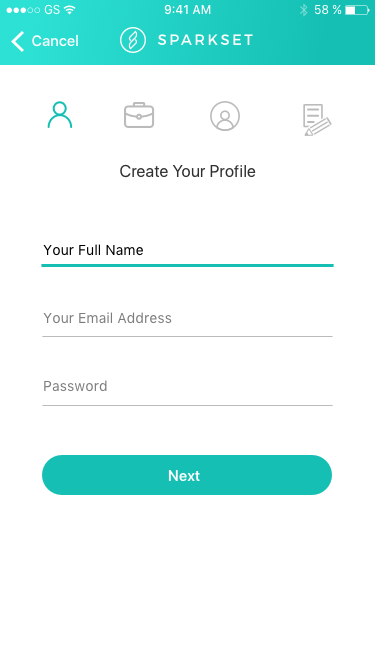 GS 9:41 AM 58 %
Cancel SPARKSET
Create Your Profile
Your Full Name
Your Email Address
Password
Next